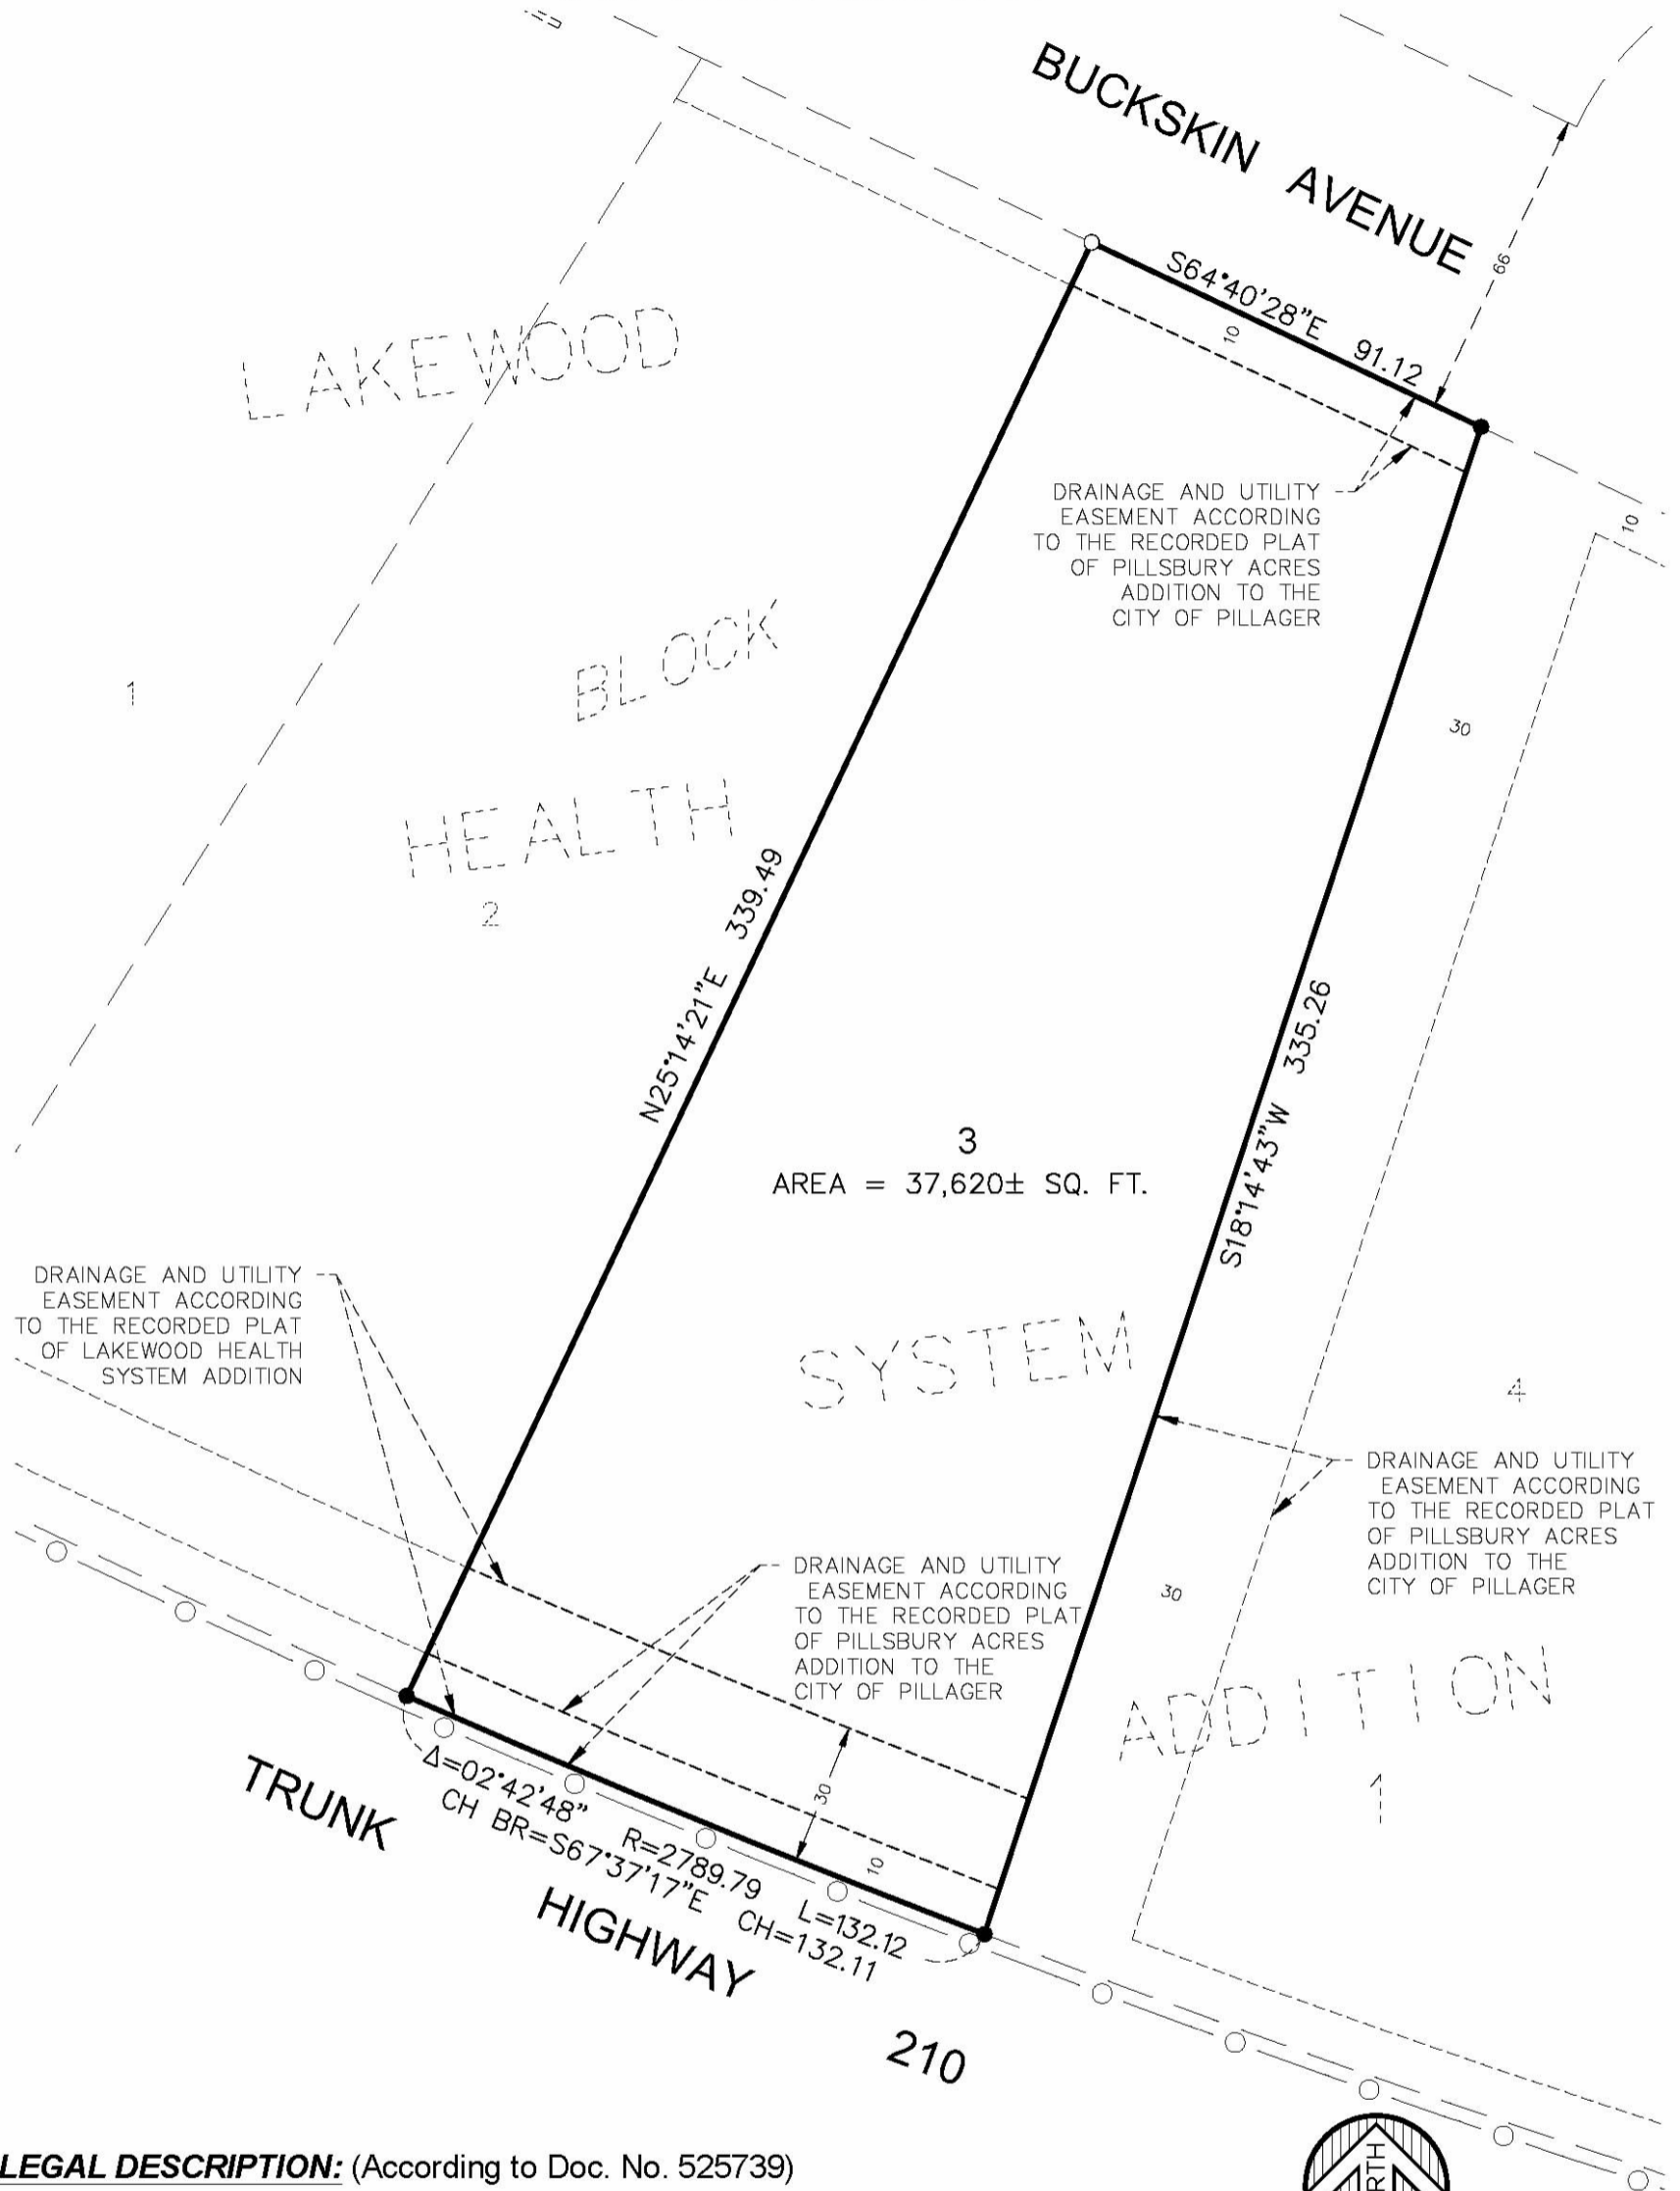 BUCKSKIN AVENUE
66
S64°40'28"E 91.12
10
LAKEWOOD
DRAINAGE AND UTILITY
EASEMENT ACCORDING
TO THE RECORDED PLAT
OF PILLSBURY ACRES
ADDITION TO THE
CITY OF PILLAGER
10
BLOCK
1
30
HEALTH
2
N25°14'21"E 339.49
S18°14'43"W 335.26
3
AREA = 37,620± SQ. FT.
DRAINAGE AND UTILITY
EASEMENT ACCORDING
TO THE RECORDED PLAT
OF LAKEWOOD HEALTH
SYSTEM ADDITION
SYSTEM
4
DRAINAGE AND UTILITY
EASEMENT ACCORDING
TO THE RECORDED PLAT
OF PILLSBURY ACRES
ADDITION TO THE
CITY OF PILLAGER
DRAINAGE AND UTILITY
EASEMENT ACCORDING
TO THE RECORDED PLAT
OF PILLSBURY ACRES
ADDITION TO THE
CITY OF PILLAGER
30
ADDITION
1
30
10
Δ=02°42'48" R=2789.79 L=132.12
CH BR=S67°37'17"E CH=132.11
TRUNK HIGHWAY 210
LEGAL DESCRIPTION: (According to Doc. No. 525739)